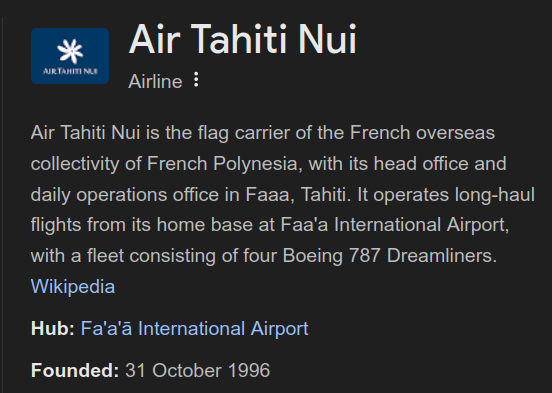 Air Tahiti Nui
AIR TAHITI NUI
Airline
Air Tahiti Nui is the flag carrier of the French overseas
collectivity of French Polynesia, with its head office and
daily operations office in Faaa, Tahiti. It operates long-haul
flights from its home base at Faa'a International Airport,
with a fleet consisting of four Boeing 787 Dreamliners.
Wikipedia
Hub: Fa'a'ā International Airport
Founded: 31 October 1996